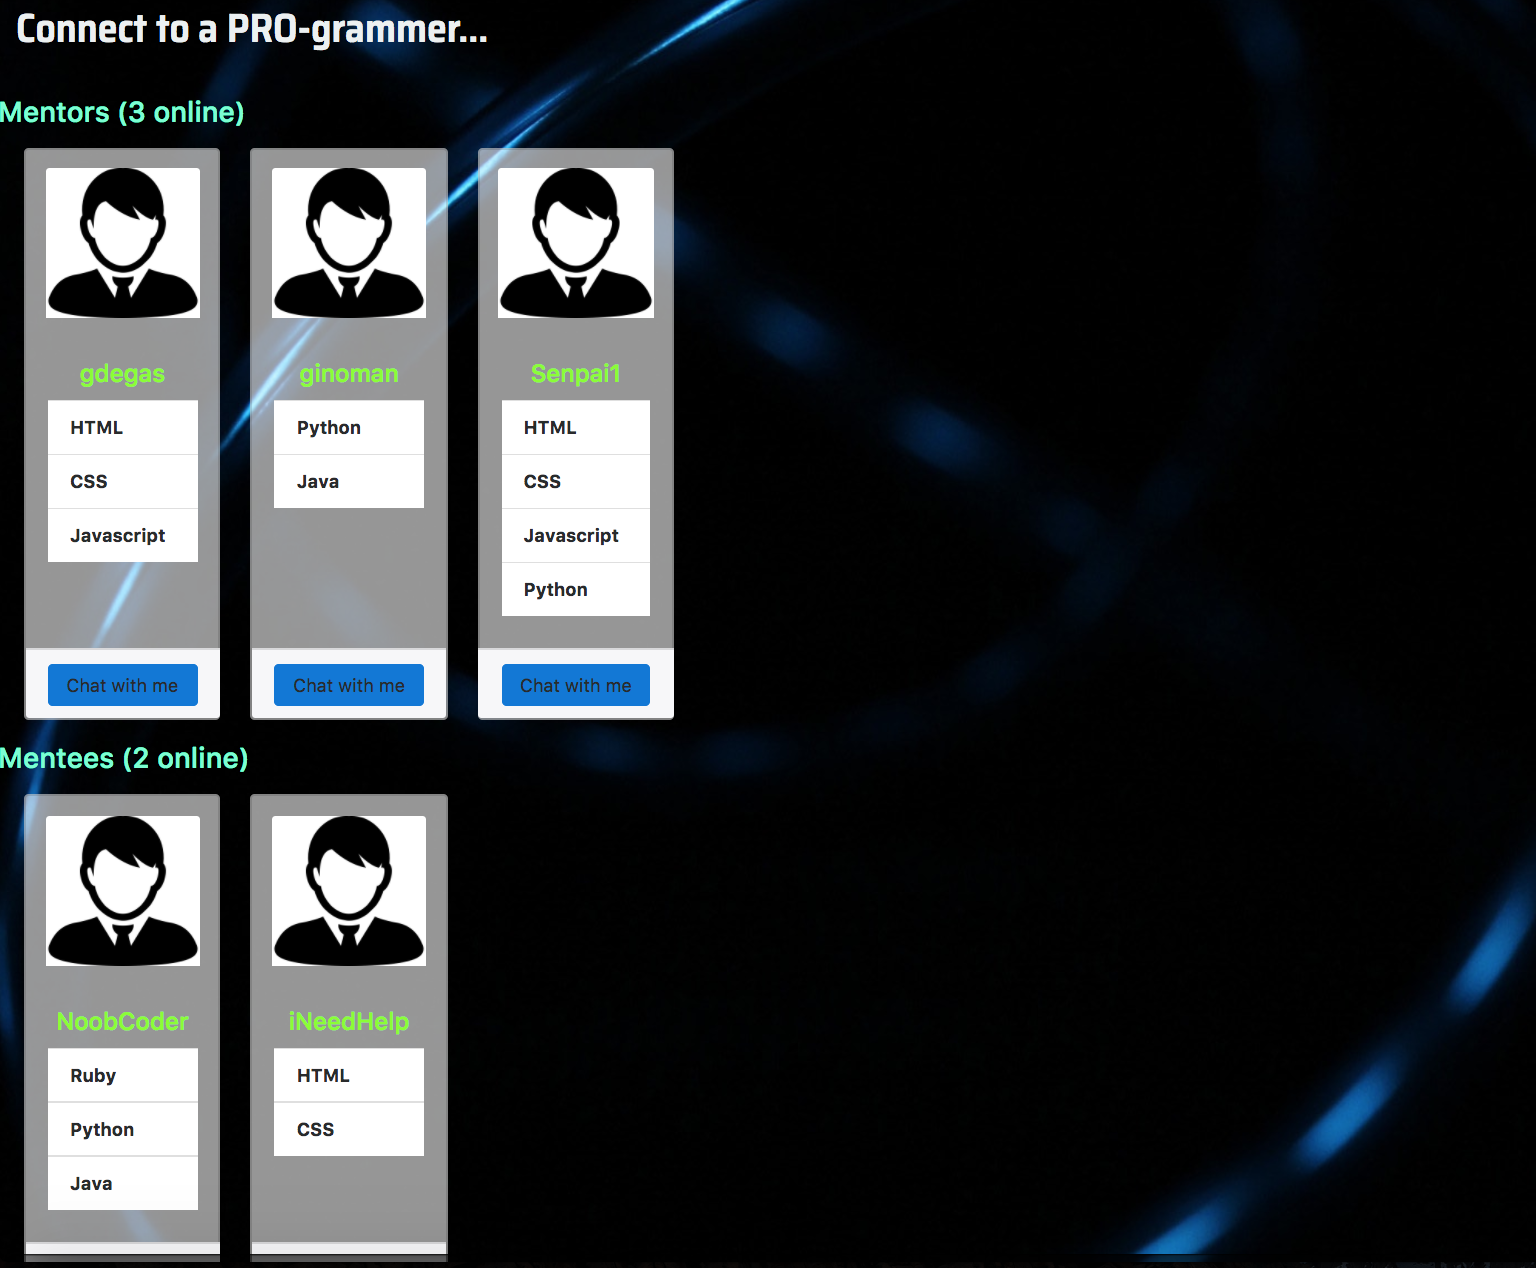 Connect to a PRO-grammer...
Mentors (3 online)
gdegas
HTML
CSS
Javascript
Chat with me
ginoman
Python
Java
Chat with me
Senpai1
HTML
CSS
Javascript
Python
Chat with me
Mentees (2 online)
NoobCoder
Ruby
Python
Java
iNeedHelp
HTML
CSS